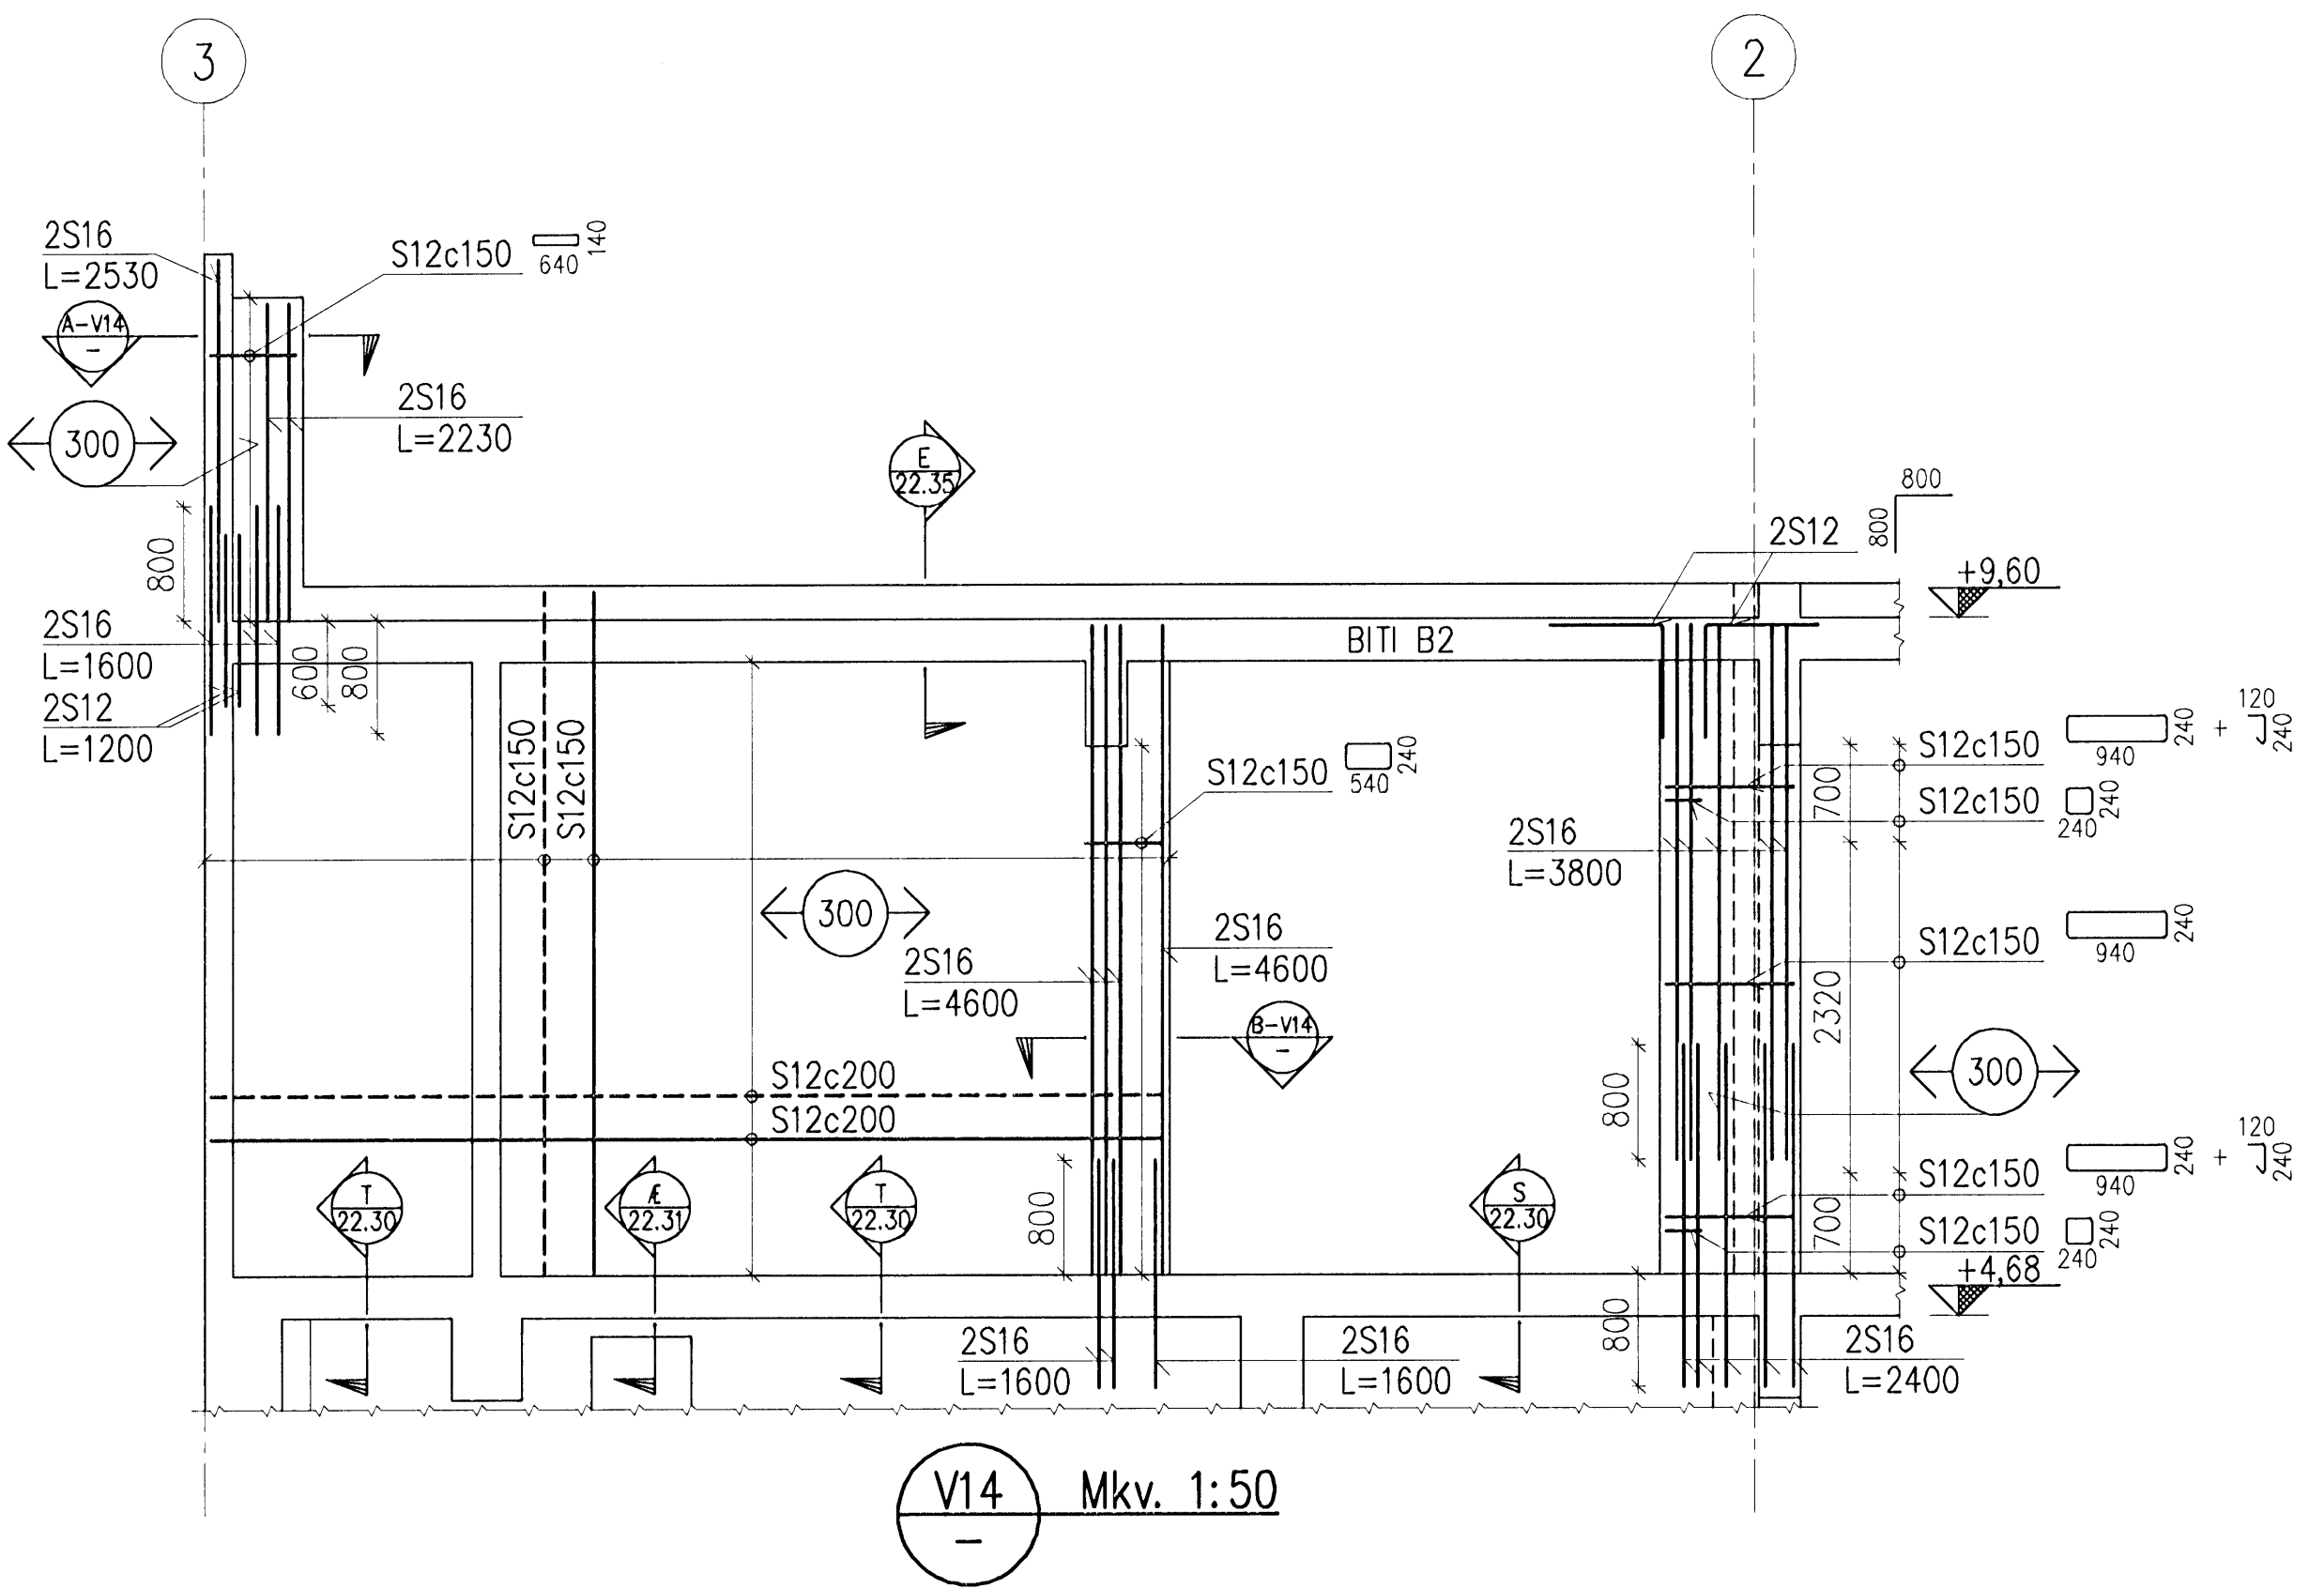 3
2
2S16
L=2530
S12c150
640
140
A-V14
-
300
2S16
L=2230
E
22.35
800
800
2S12
800
+9,60
2S16
L=1600
2S12
L=1200
600
800
BITI B2
S12c150
S12c150
S12c150
540
240
S12c150
940
240
+
120
240
700
S12c150
240
240
2S16
L=3800
300
2S16
L=4600
2S16
L=4600
S12c150
940
240
2320
B-V14
-
300
800
S12c200
S12c200
T
22.30
Æ
22.31
T
22.30
800
S
22.30
S12c150
940
240
+
120
240
700
S12c150
240
240
+4,68
800
2S16
L=1600
2S16
L=1600
2S16
L=2400
V14
-
Mkv. 1:50